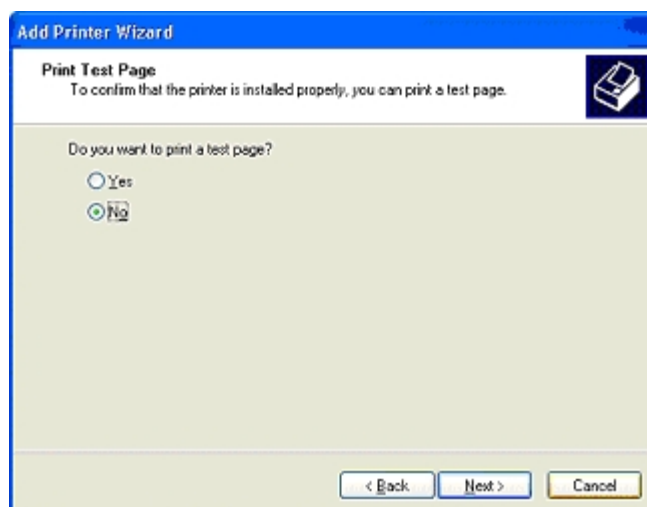 Add Printer Wizard
Print Test Page
To confirm that the printer is installed properly, you can print a test page.
Do you want to print a test page?
Yes
No
< Back
Next >
Cancel